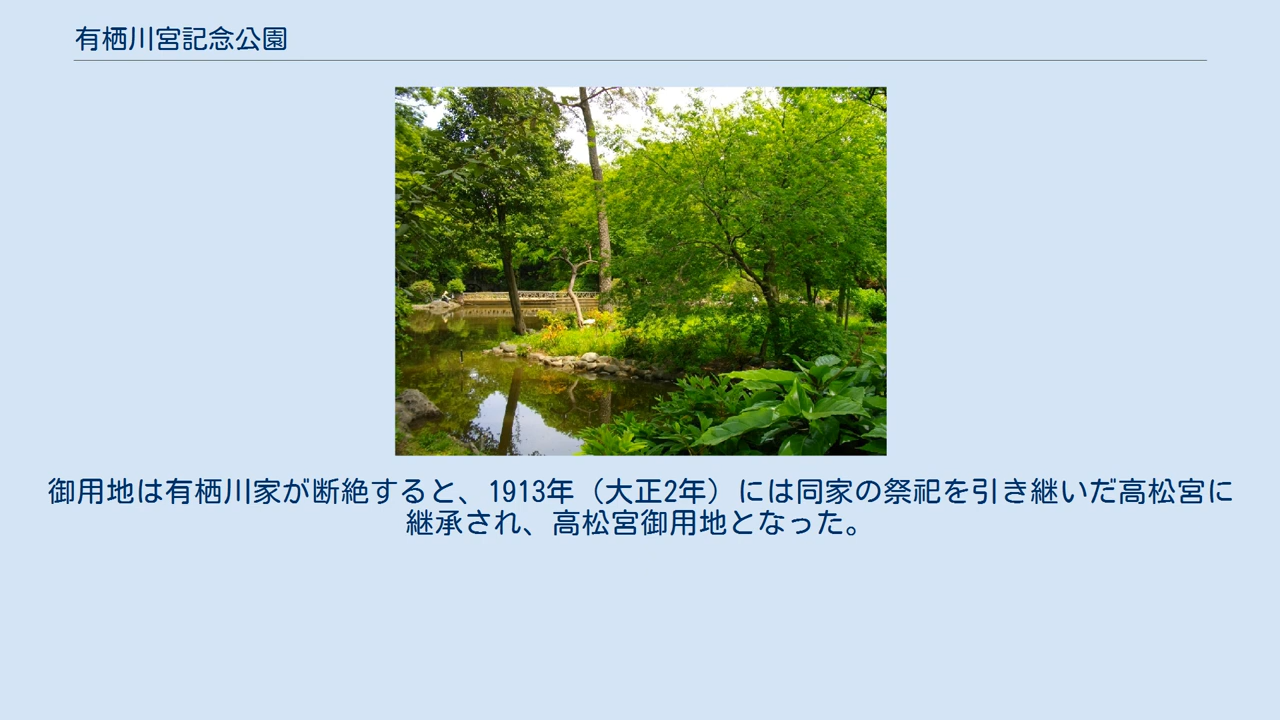 有栖川宮記念公園
御用地は有栖川家が断絶すると、1913年（大正2年）には同家の祭祀を引き継いだ高松宮に
継承され、高松宮御用地となった。